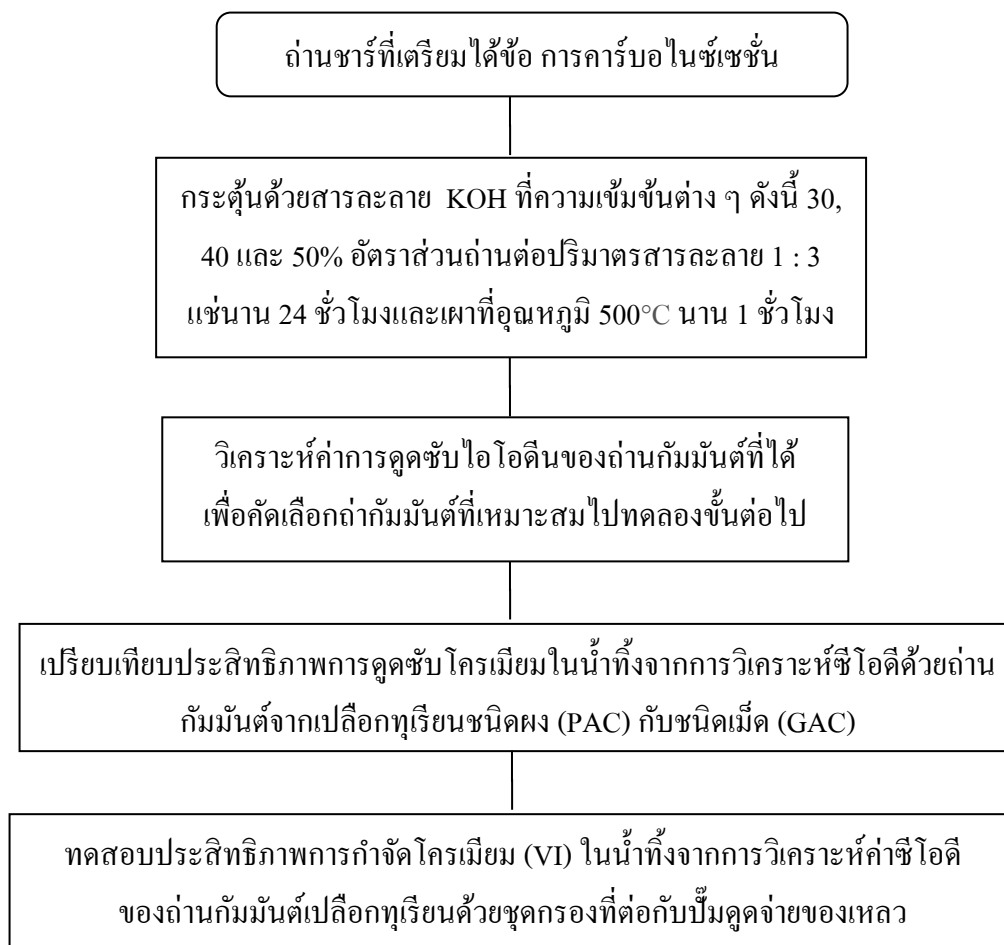 ถ่านชาร์ที่เตรียมได้ข้อ การคาร์บอไนซ์เซชั่น
กระตุ้นด้วยสารละลาย KOH ที่ความเข้มข้นต่าง ๆ ดังนี้ 30,
40 และ 50% อัตราส่วนถ่านต่อปริมาตรสารละลาย 1 : 3
แช่นาน 24 ชั่วโมงและเผาที่อุณหภูมิ 500°C นาน 1 ชั่วโมง
วิเคราะห์ค่าการดูดซับไอโอดีนของถ่านกัมมันต์ที่ได้
เพื่อคัดเลือกถ่ากัมมันต์ที่เหมาะสมไปทดลองขั้นต่อไป
เปรียบเทียบประสิทธิภาพการดูดซับโครเมียมในน้ำทิ้งจากการวิเคราะห์ซีโอดีด้วยถ่าน
กัมมันต์จากเปลือกทุเรียนชนิดผง (PAC) กับชนิดเม็ด (GAC)
ทดสอบประสิทธิภาพการกำจัดโครเมียม (VI) ในน้ำทิ้งจากการวิเคราะห์ค่าซีโอดี
ของถ่านกัมมันต์เปลือกทุเรียนด้วยชุดกรองที่ต่อกับปั๊มดูดจ่ายของเหลว